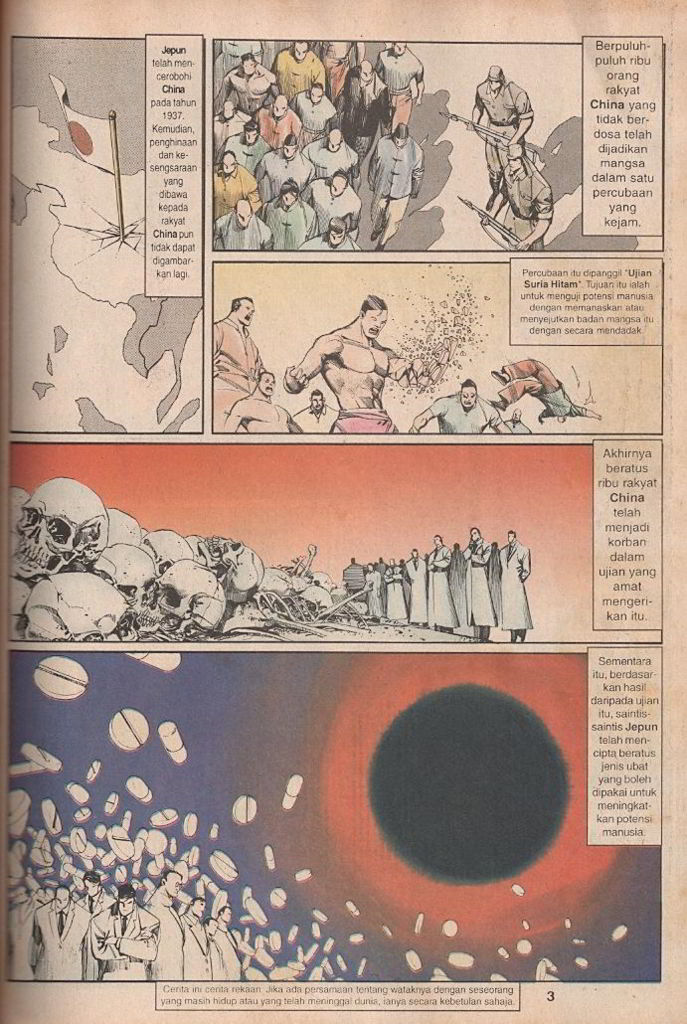 Jepun
telah men-
cerobohi
China
pada tahun
1937.
Kemudian,
penghinaan
dan ke-
sengsaraan
yang
dibawa
kepada
rakyat
China pun
tidak dapat
digambar-
kan lagi.
Berpuluh-
puluh ribu
orang
rakyat
China yang
tidak ber-
dosa telah
dijadikan
mangsa
dalam satu
percubaan
yang
kejam.
Percubaan itu dipanggil "Ujian
Suria Hitam". Tujuan itu ialah
untuk menguji potensi manusia
dengan memanaskan atau
menyejutkan badan mangsa itu
dengan secara mendadak.
Akhirnya
beratus
ribu rakyat
China
telah
menjadi
korban
dalam
ujian yang
amat
mengeri-
kan itu.
Sementara
itu, berdasar-
kan hasil
daripada ujian
itu, saintis-
saintis Jepun
telah men-
cipta beratus
jenis ubat
yang boleh
dipakai untuk
meningkat-
kan potensi
manusia.
Cerita ini cerita rekaan. Jika ada persamaan tentang wataknya dengan seseorang
yang masih hidup atau yang telah meninggal dunia, ianya secara kebetulan sahaja.
3